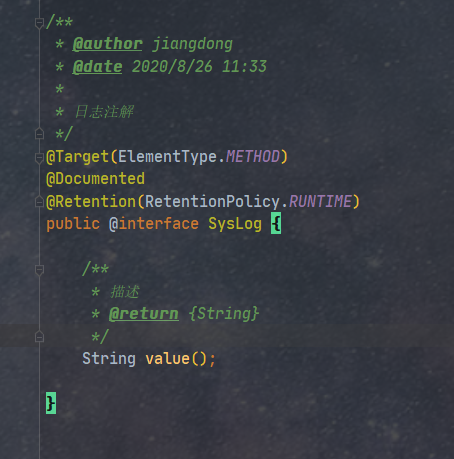 /**
 * @author jiangdong
 * @date 2020/8/26 11:33
 *
 * 日志注解
 */
@Target(ElementType.METHOD)
@Documented
@Retention(RetentionPolicy.RUNTIME)
public @interface SysLog {
    /**
     * 描述
     * @return {String}
     */
    String value();
}